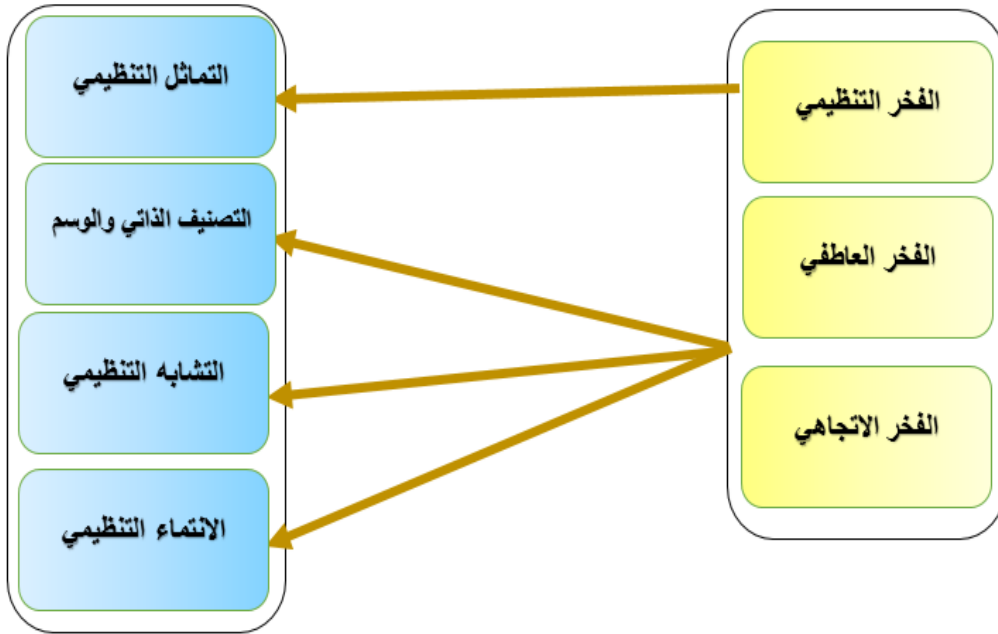 الفخر التنظيمي
الفخر العاطفي
الفخر الاتجاهي
التماثل التنظيمي
التصنيف الذاتي والوسم
التشابه التنظيمي
الانتماء التنظيمي